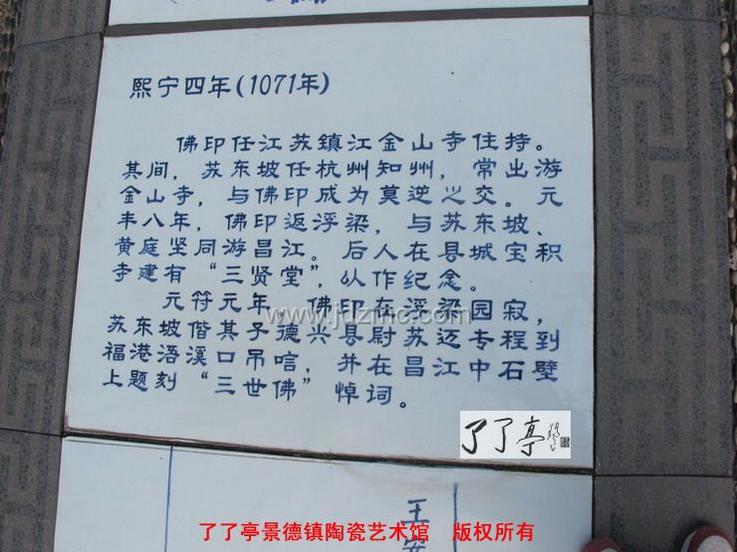 熙宁四年(1071年)
佛印任江苏镇江金山寺住持。
其间，苏东坡任杭州知州，常出游
金山寺，与佛印成为莫逆之交。元
丰八年，佛印返浮梁，与苏东坡、
黄庭坚同游昌江。后人在县城宝积
寺建有“三贤堂”，以作纪念。
元符元年，佛印在浮梁园寂，
苏东坡偕其子德兴县尉苏迈专程到
福港浯溪口吊唁，并在昌江中石壁
上题刻“三世佛”悼词。
www.jdzmc.com
了了亭
王安
了了亭景德镇陶瓷艺术馆 版权所有